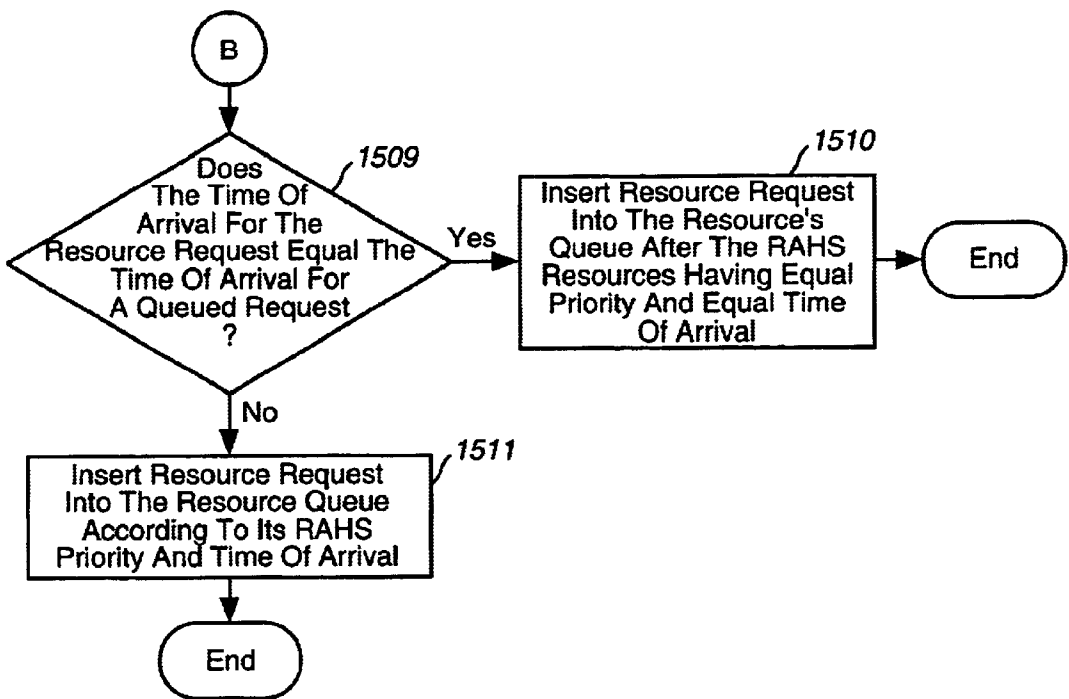 B
1509
Does
The Time Of
Arrival For The
Resource Request Equal The
Time Of Arrival For
A Queued Request
?
Yes
1510
Insert Resource Request
Into The Resource's
Queue After The RAHS
Resources Having Equal
Priority And Equal Time
Of Arrival
End
No
1511
Insert Resource Request
Into The Resource Queue
According To Its RAHS
Priority And Time Of Arrival
End